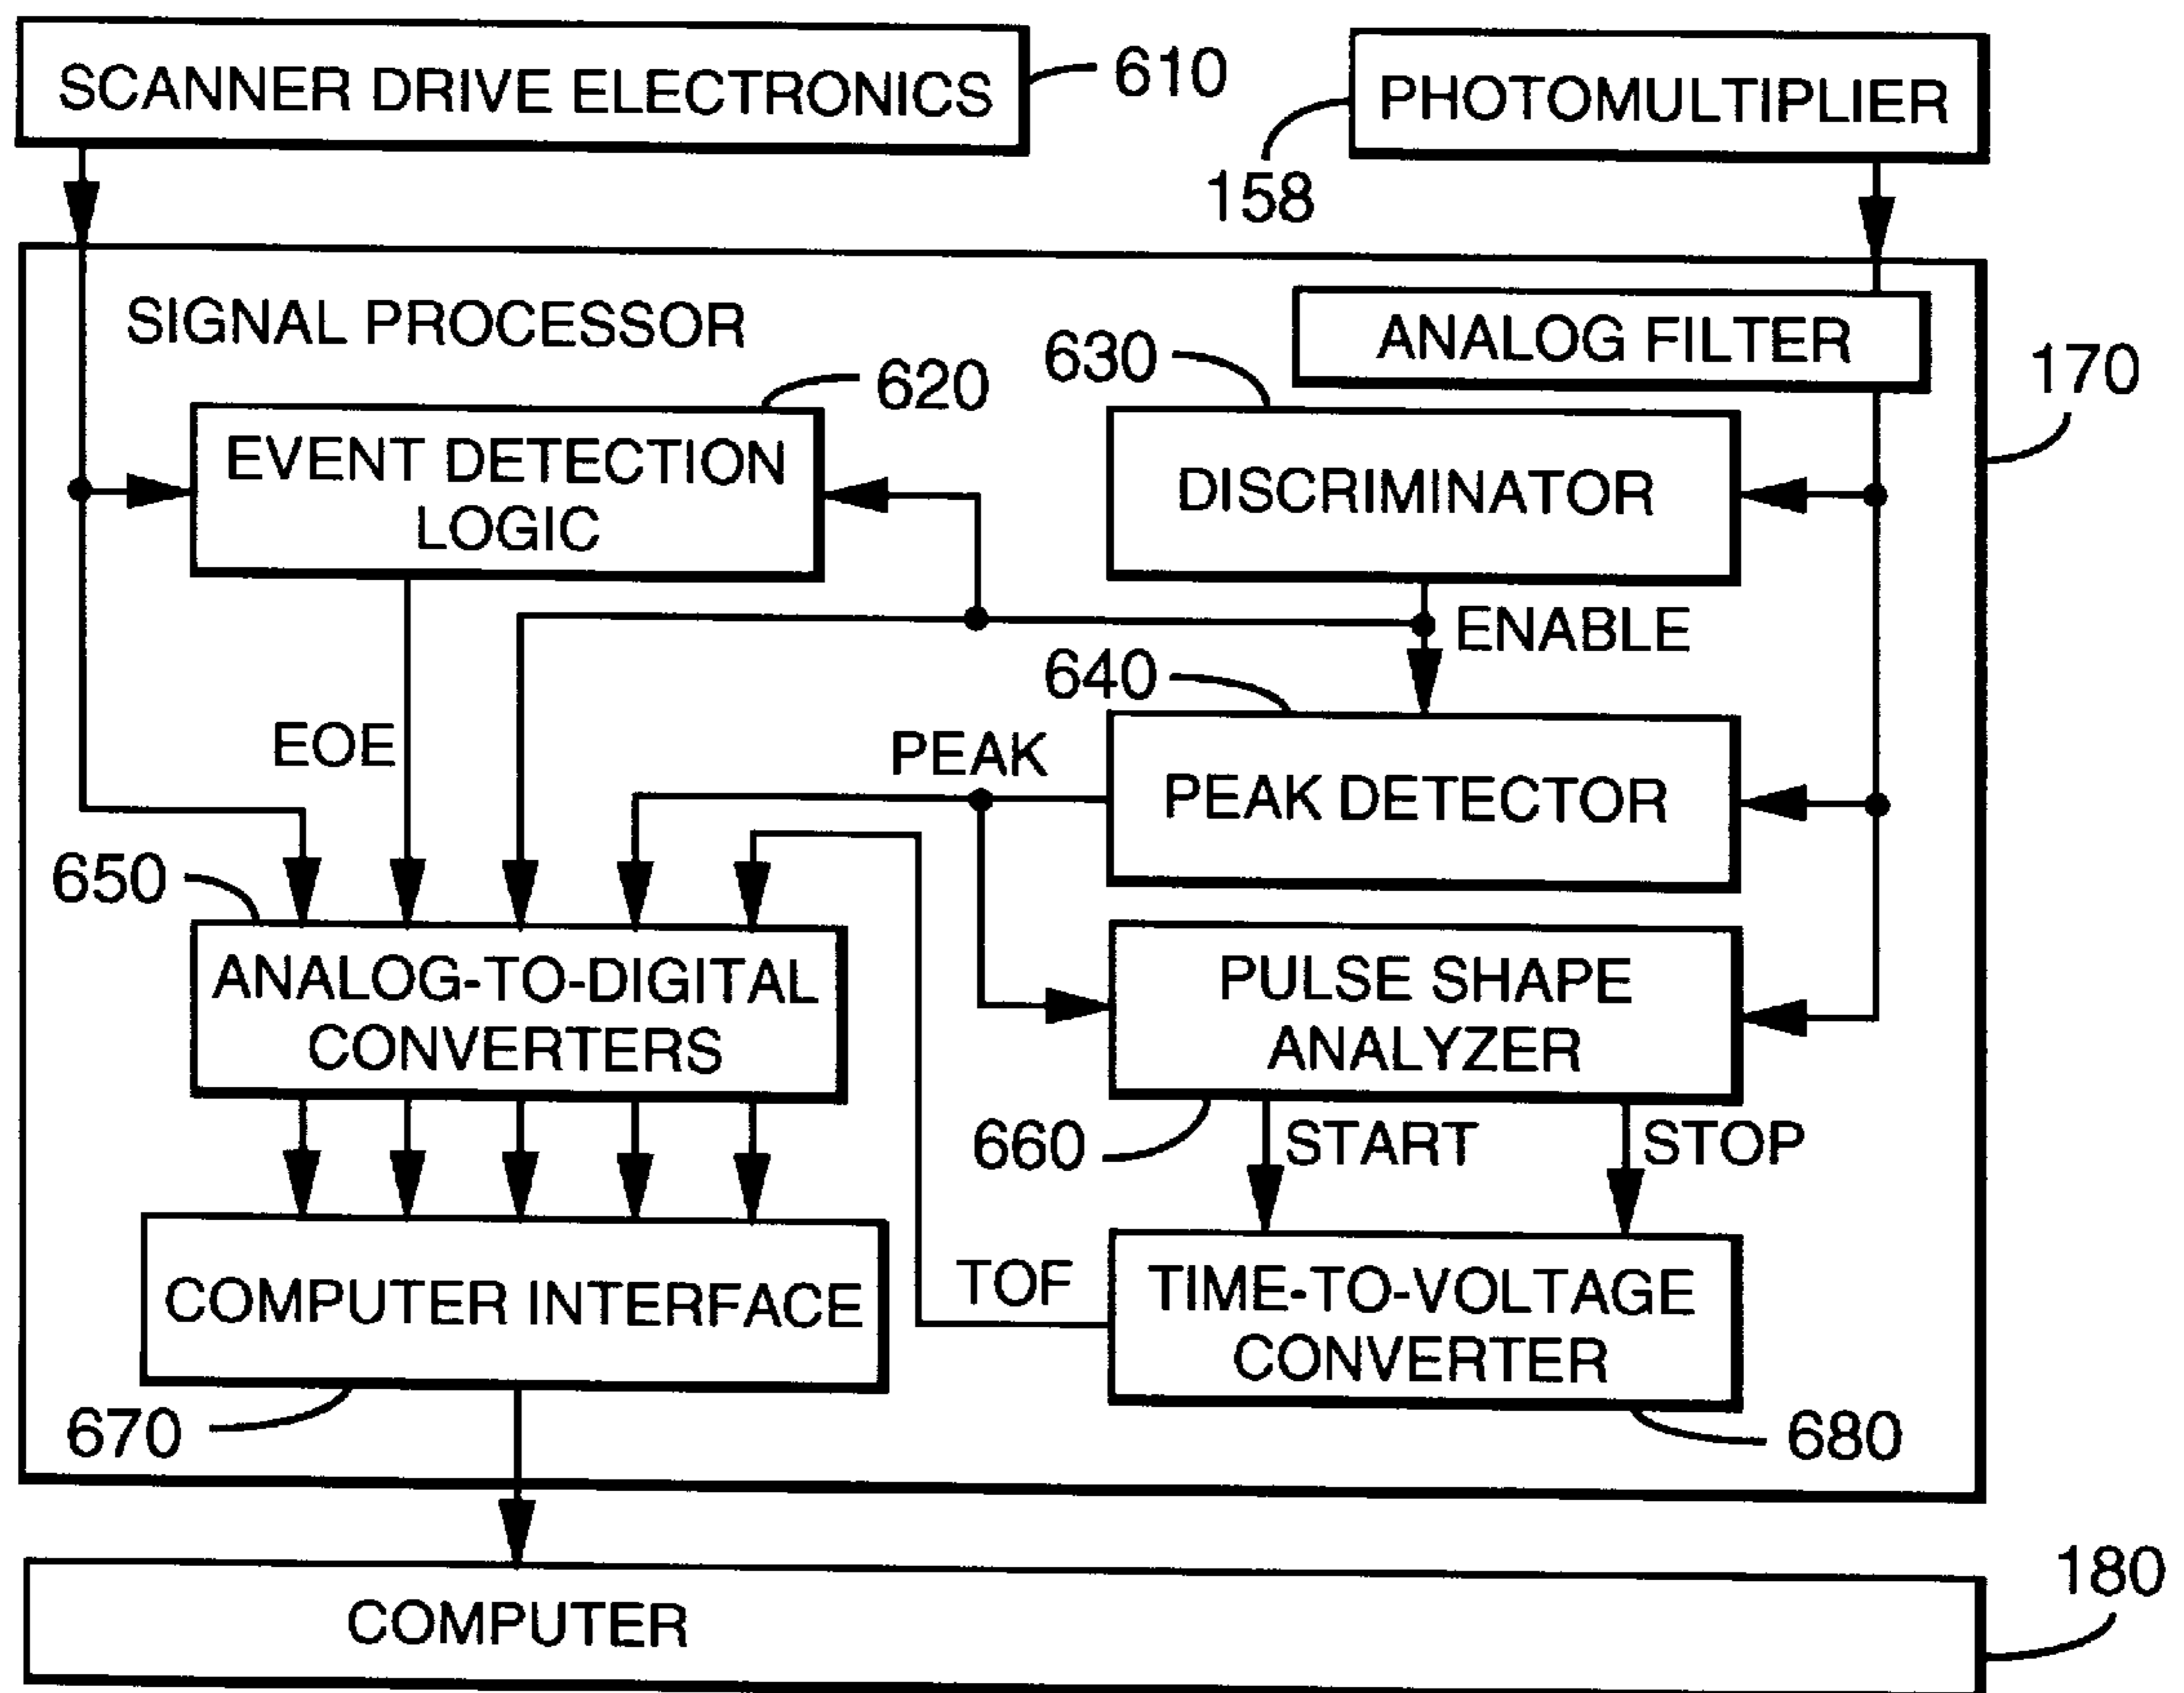 SCANNER DRIVE ELECTRONICS
610
PHOTOMULTIPLIER
158
SIGNAL PROCESSOR
ANALOG FILTER
170
620
630
EVENT DETECTION
LOGIC
DISCRIMINATOR
ENABLE
640
EOE
PEAK
PEAK DETECTOR
650
ANALOG-TO-DIGITAL
CONVERTERS
PULSE SHAPE
ANALYZER
660
START
STOP
COMPUTER INTERFACE
TOF
TIME-TO-VOLTAGE
CONVERTER
670
680
COMPUTER
180